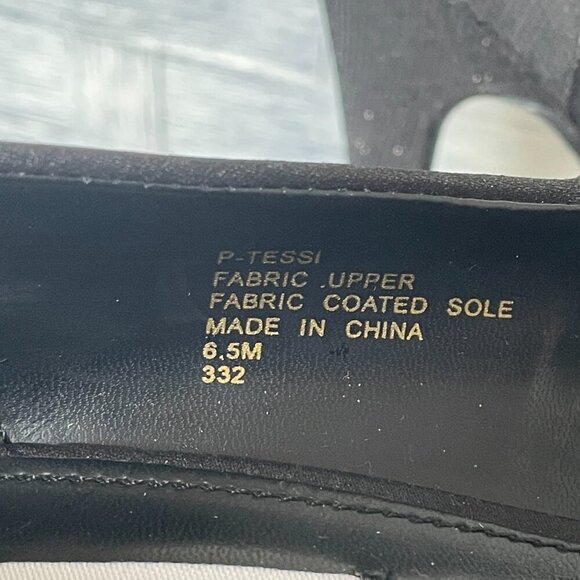 P-TESSI
FABRIC UPPER
FABRIC COATED SOLE
MADE IN CHINA
6.5M
332